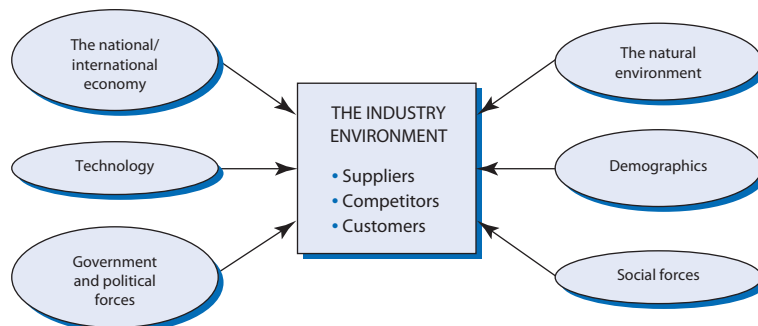 The national/
international
economy
Technology
Government
and political
forces
THE INDUSTRY
ENVIRONMENT
• Suppliers
• Competitors
• Customers
The natural
environment
Demographics
Social forces